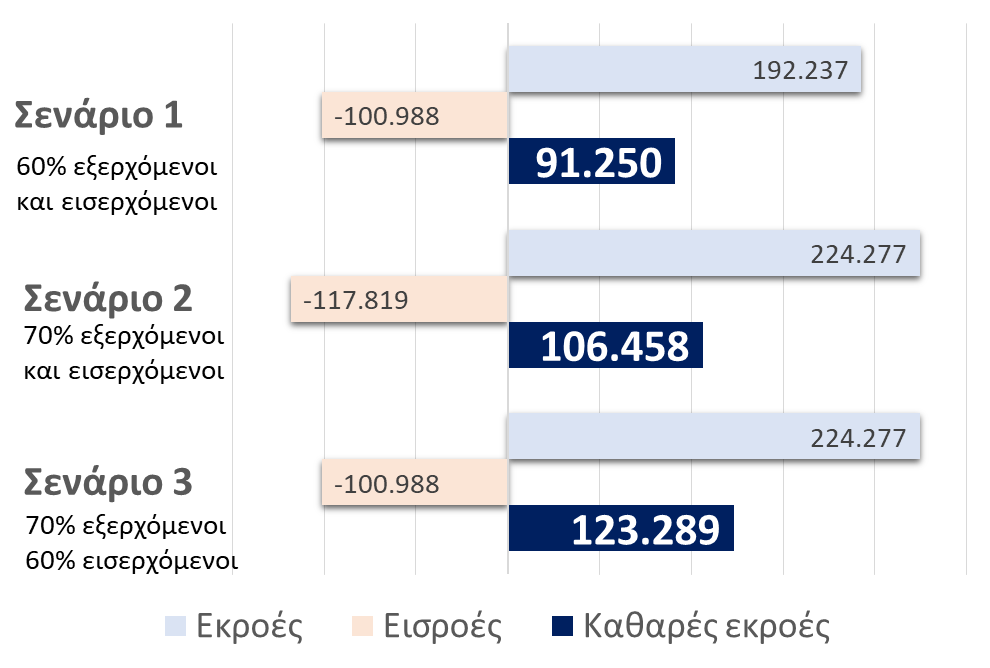 192.237
Σενάριο 1
-100.988
60% εξερχόμενοι
και εισερχόμενοι
91.250
224.277
Σενάριο 2
-117.819
70% εξερχόμενοι
και εισερχόμενοι
106.458
224.277
Σενάριο 3
-100.988
70% εξερχόμενοι
60% εισερχόμενοι
123.289
Εκροές Εισροές Καθαρές εκροές